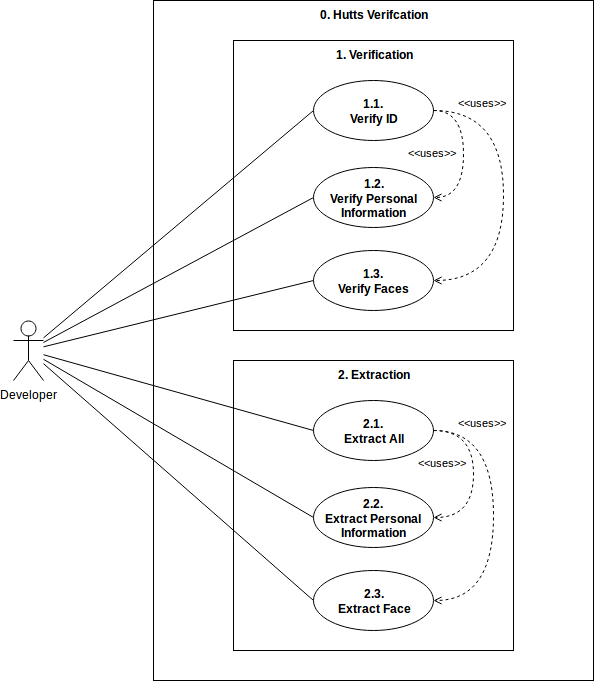 0. Hutts Verifcation
1. Verification
1.1.
Verify ID
<<uses>>
<<uses>>
1.2.
Verify Personal
Information
1.3.
Verify Faces
Developer
2. Extraction
2.1.
Extract All
<<uses>>
<<uses>>
2.2.
Extract Personal
Information
2.3.
Extract Face